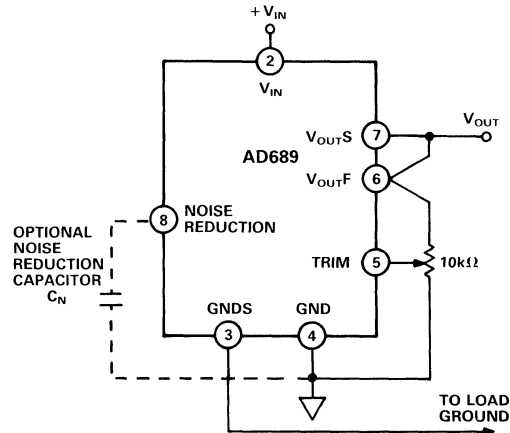 + VIN
2
VIN
VOUTS
7
VOUT
AD689
VOUTF
6
8
NOISE
REDUCTION
OPTIONAL
NOISE
REDUCTION
CAPACITOR
CN
TRIM
5
10kΩ
GNDS
GND
3
4
TO LOAD
GROUND